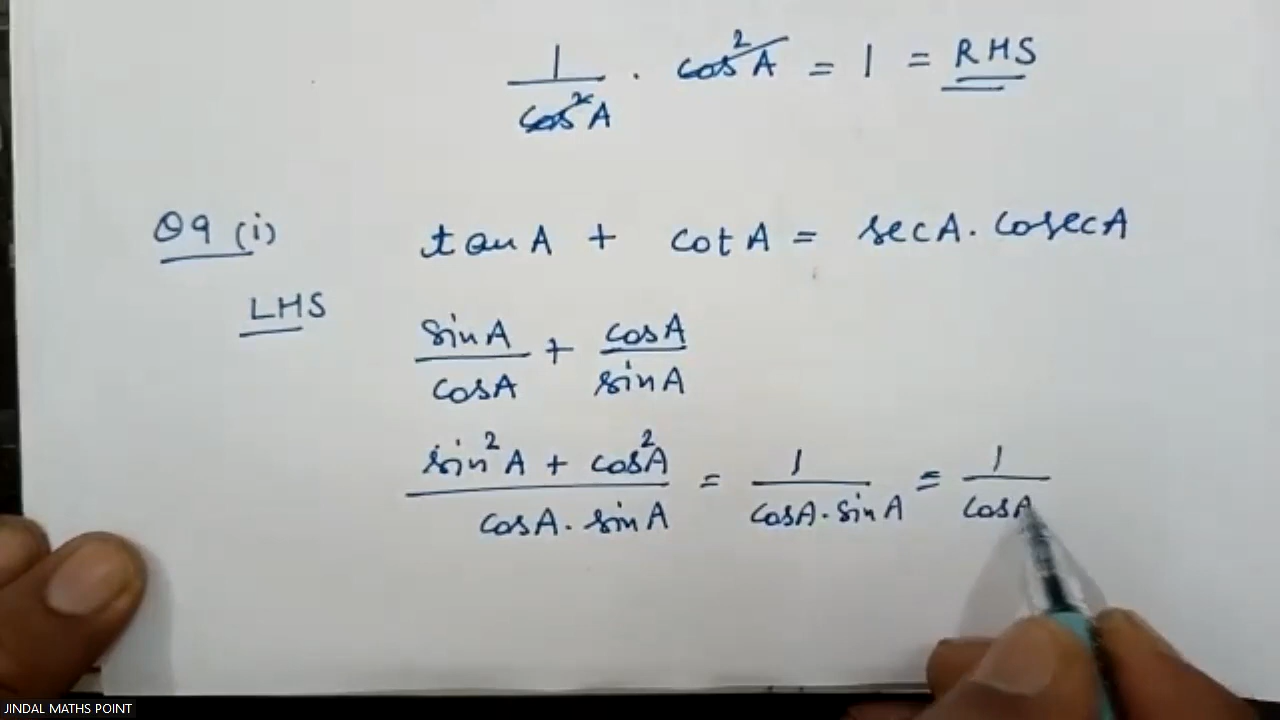 1/cos²A . cos²A = 1 = RHS
Q9 (i) tanA + cotA = secA. cosecA
LHS
sinA/cosA + cosA/sinA
sin²A + cos²A/cosA. sinA = 1/cosA. sinA = 1/cosA
JINDAL MATHS POINT